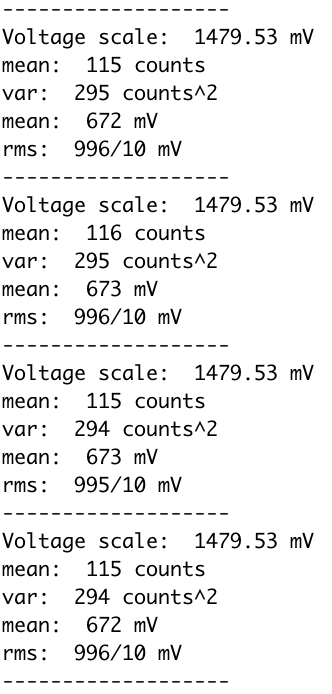 -------------------
Voltage scale:  1479.53 mV
mean:  115 counts
var:  295 counts^2
mean:  672 mV
rms:  996/10 mV
-------------------
Voltage scale:  1479.53 mV
mean:  116 counts
var:  295 counts^2
mean:  673 mV
rms:  996/10 mV
-------------------
Voltage scale:  1479.53 mV
mean:  115 counts
var:  294 counts^2
mean:  673 mV
rms:  995/10 mV
-------------------
Voltage scale:  1479.53 mV
mean:  115 counts
var:  294 counts^2
mean:  672 mV
rms:  996/10 mV
-------------------